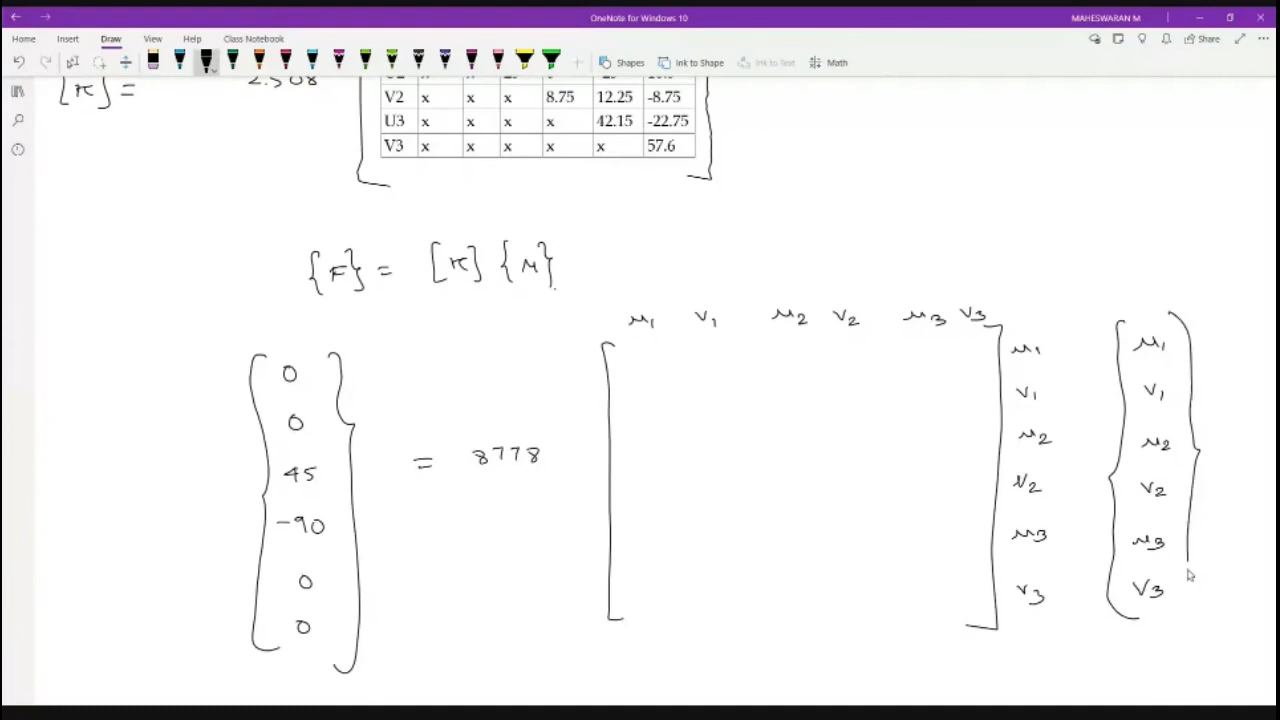 OneNote for Windows 10
MAHESWARAN M
Home Insert Draw View Help Class Notebook
Share
Shapes Ink to Shape Ink to Text Math
[K] = 2.508
V2 x x x 8.75 12.25 -8.75
U3 x x x x 42.15 -22.75
V3 x x x x x 57.6
{F} = [K] {u}
u1 v1 u2 v2 u3 v3
0 u1 u1
0 v1 v1
45 u2 u2
= 8778
-90 v2 v2
0 u3 u3
0 v3 v3